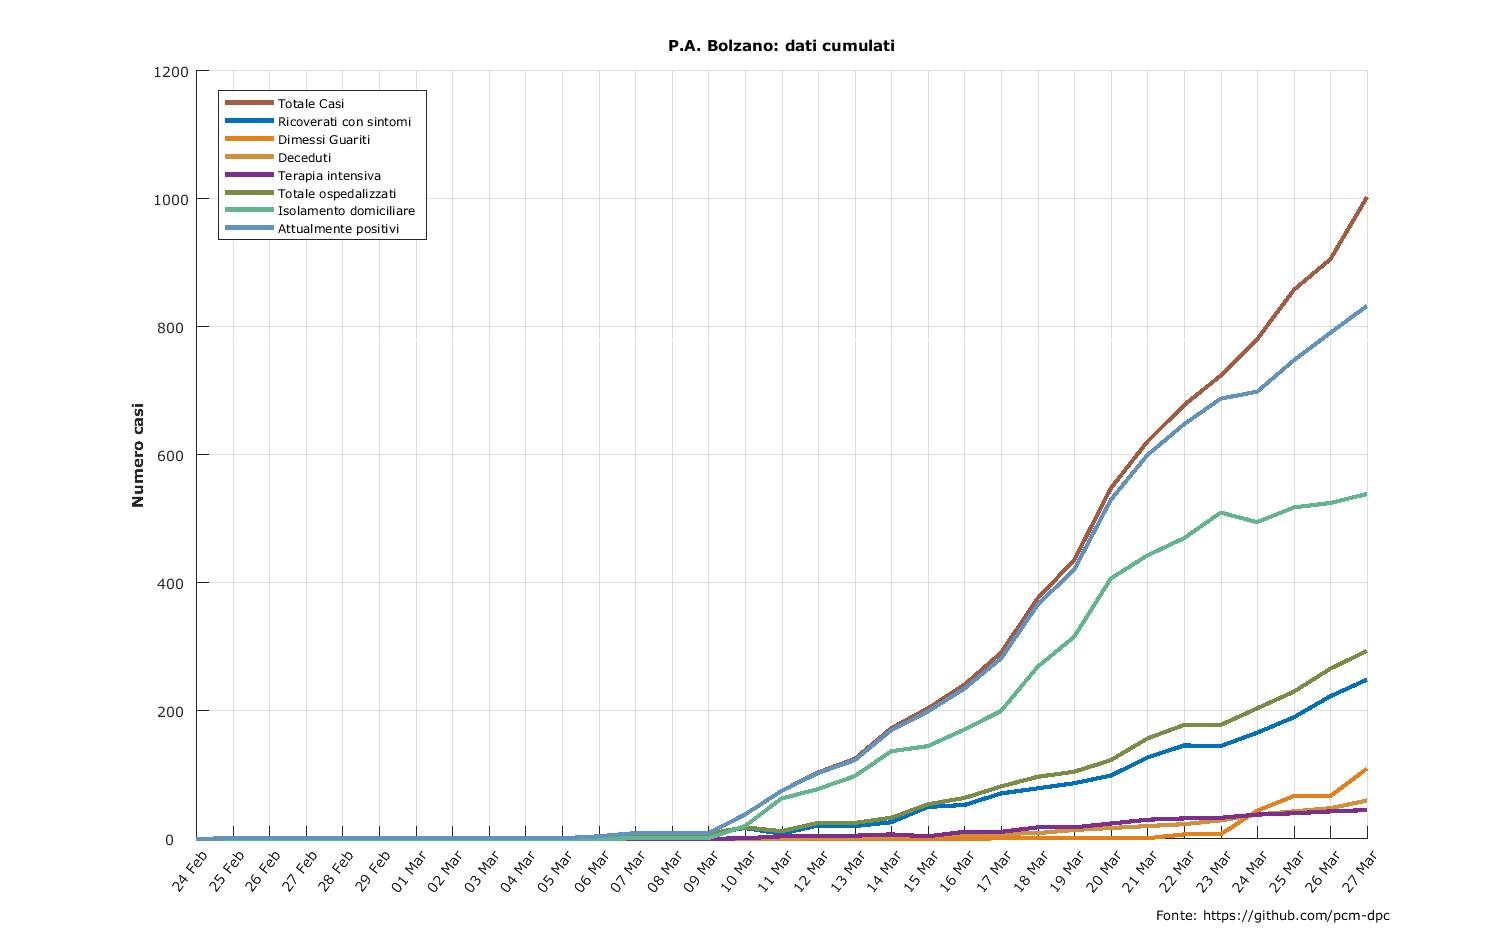 P.A. Bolzano: dati cumulati
1200
1000
800
600
400
200
0
Numero casi
Totale Casi
Ricoverati con sintomi
Dimessi Guariti
Deceduti
Terapia intensiva
Totale ospedalizzati
Isolamento domiciliare
Attualmente positivi
24 Feb
25 Feb
26 Feb
27 Feb
28 Feb
29 Feb
01 Mar
02 Mar
03 Mar
04 Mar
05 Mar
06 Mar
07 Mar
08 Mar
09 Mar
10 Mar
11 Mar
12 Mar
13 Mar
14 Mar
15 Mar
16 Mar
17 Mar
18 Mar
19 Mar
20 Mar
21 Mar
22 Mar
23 Mar
24 Mar
25 Mar
26 Mar
27 Mar
Fonte: https://github.com/pcm-dpc